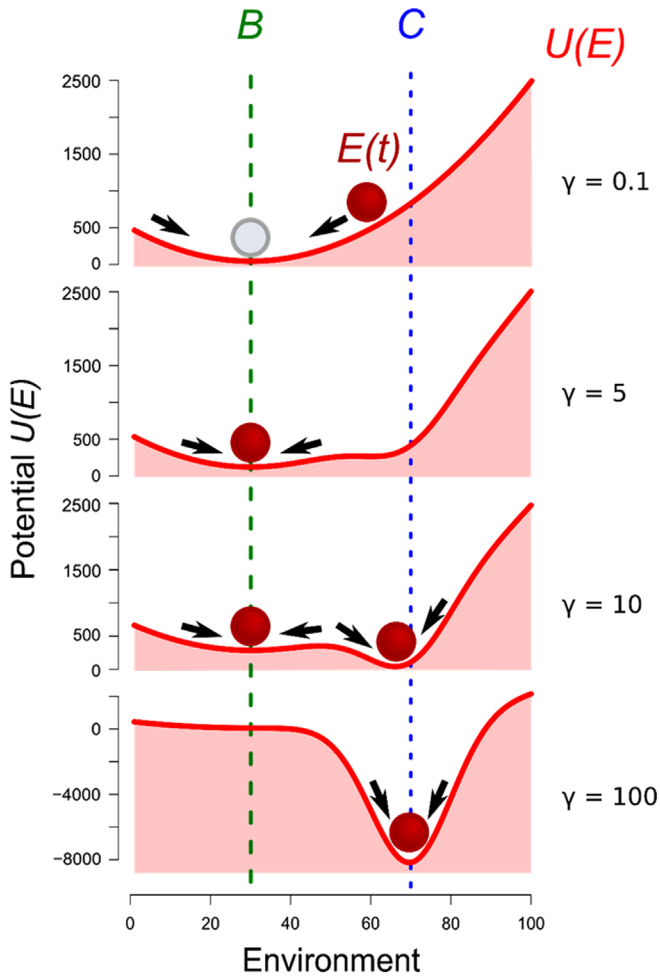 B C U(E)
2500
1500
500
0
E(t)
γ = 0.1
2500
1500
500
0
γ = 5
2500
1500
500
0
γ = 10
0
−4000
−8000
γ = 100
Potential U(E)
0 20 40 60 80 100
Environment